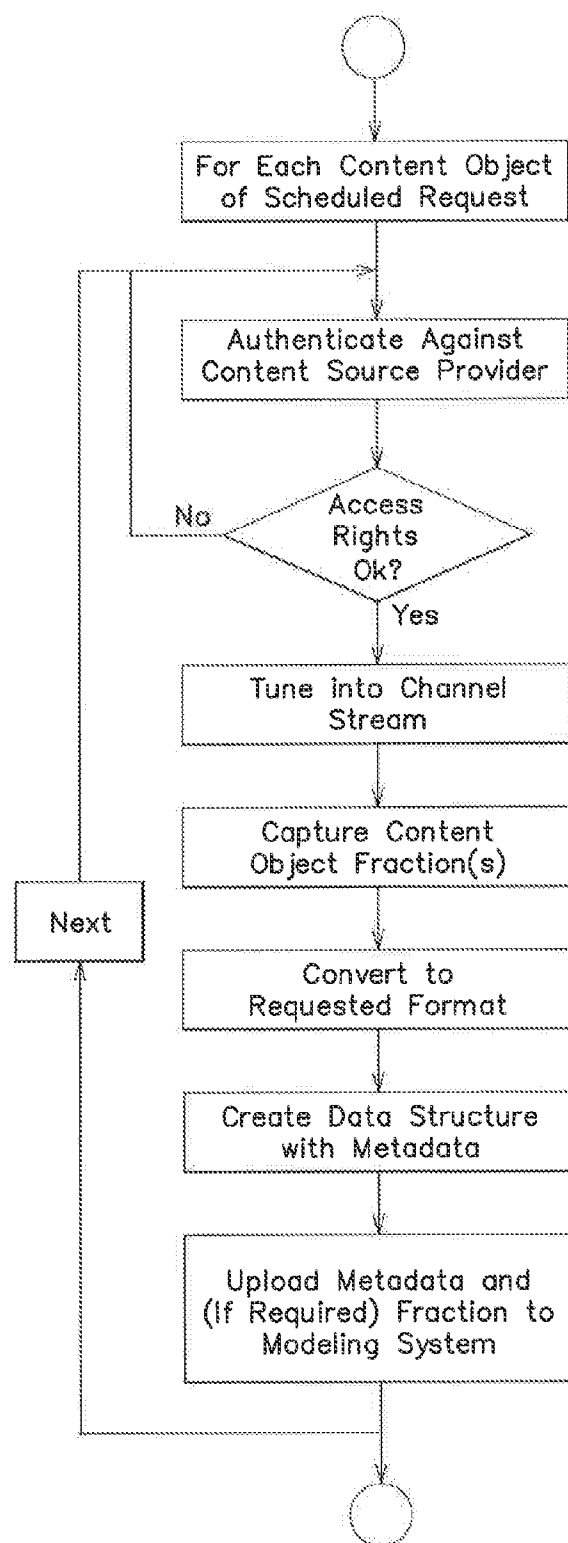 For Each Content Object
of Scheduled Request
Authenticate Against
Content Source Provider
No
Access
Rights
Ok?
Yes
Tune into Channel
Stream
Capture Content
Object Fraction(s)
Next
Convert to
Requested Format
Create Data Structure
with Metadata
Upload Metadata and
(If Required) Fraction to
Modeling System